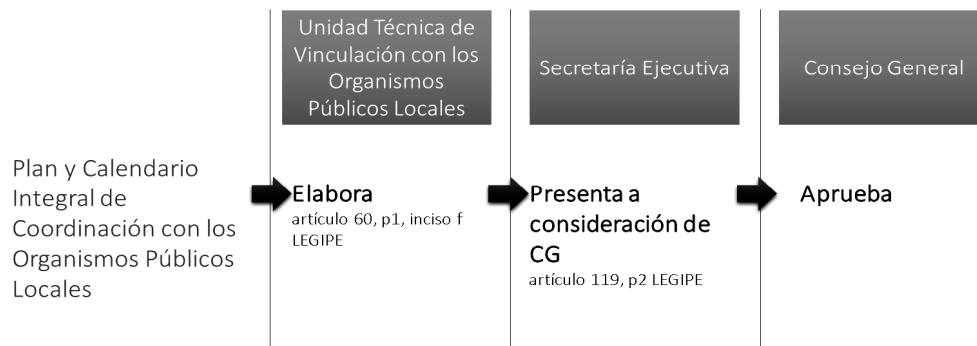 Unidad Técnica de
Vinculación con los
Organismos
Públicos Locales
Secretaría Ejecutiva
Consejo General
Plan y Calendario
Integral de
Coordinación con los
Organismos Públicos
Locales
Elabora
artículo 60, p1, inciso f
LEGIPE
Presenta a
consideración de
CG
artículo 119, p2 LEGIPE
Aprueba